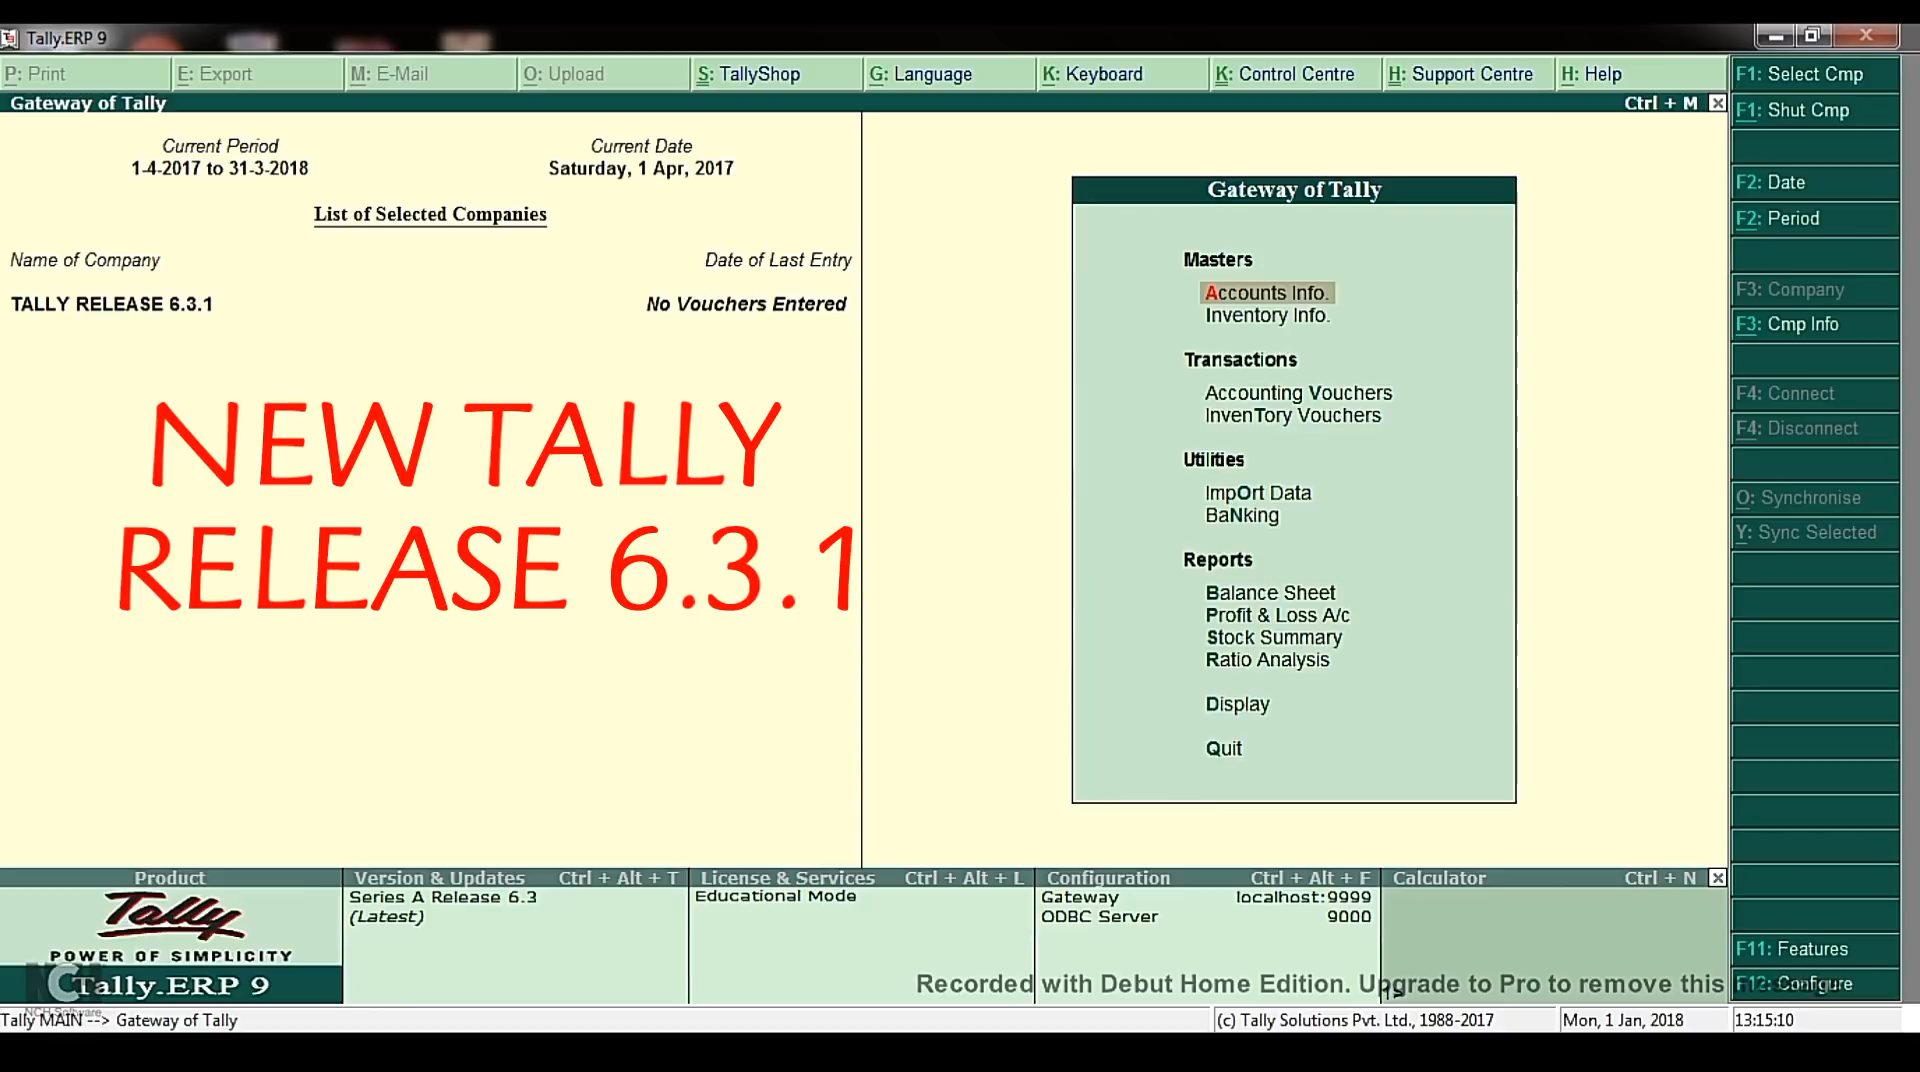 Tally.ERP 9
P: Print E: Export M: E-Mail O: Upload S: TallyShop G: Language K: Keyboard K: Control Centre H: Support Centre H: Help
Gateway of Tally Ctrl + M
Current Period Current Date
1-4-2017 to 31-3-2018 Saturday, 1 Apr, 2017
List of Selected Companies
Name of Company Date of Last Entry
TALLY RELEASE 6.3.1 No Vouchers Entered
NEW TALLY
RELEASE 6.3.1
Gateway of Tally
Masters
Accounts Info.
Inventory Info.
Transactions
Accounting Vouchers
InvenTory Vouchers
Utilities
ImpOrt Data
BaNking
Reports
Balance Sheet
Profit & Loss A/c
Stock Summary
Ratio Analysis
Display
Quit
F1: Select Cmp
F1: Shut Cmp
F2: Date
F2: Period
F3: Company
F3: Cmp Info
F4: Connect
F4: Disconnect
O: Synchronise
Y: Sync Selected
F11: Features
F12: Configure
Product
Tally
POWER OF SIMPLICITY
Tally.ERP 9
Version & Updates Ctrl + Alt + T
Series A Release 6.3
(Latest)
License & Services Ctrl + Alt + L
Educational Mode
Configuration Ctrl + Alt + F
Gateway localhost:9999
ODBC Server 9000
Calculator Ctrl + N
1>
Recorded with Debut Home Edition. Upgrade to Pro to remove this
NCH
NCH Software
Tally MAIN --> Gateway of Tally (c) Tally Solutions Pvt. Ltd., 1988-2017 Mon, 1 Jan, 2018 13:15:10